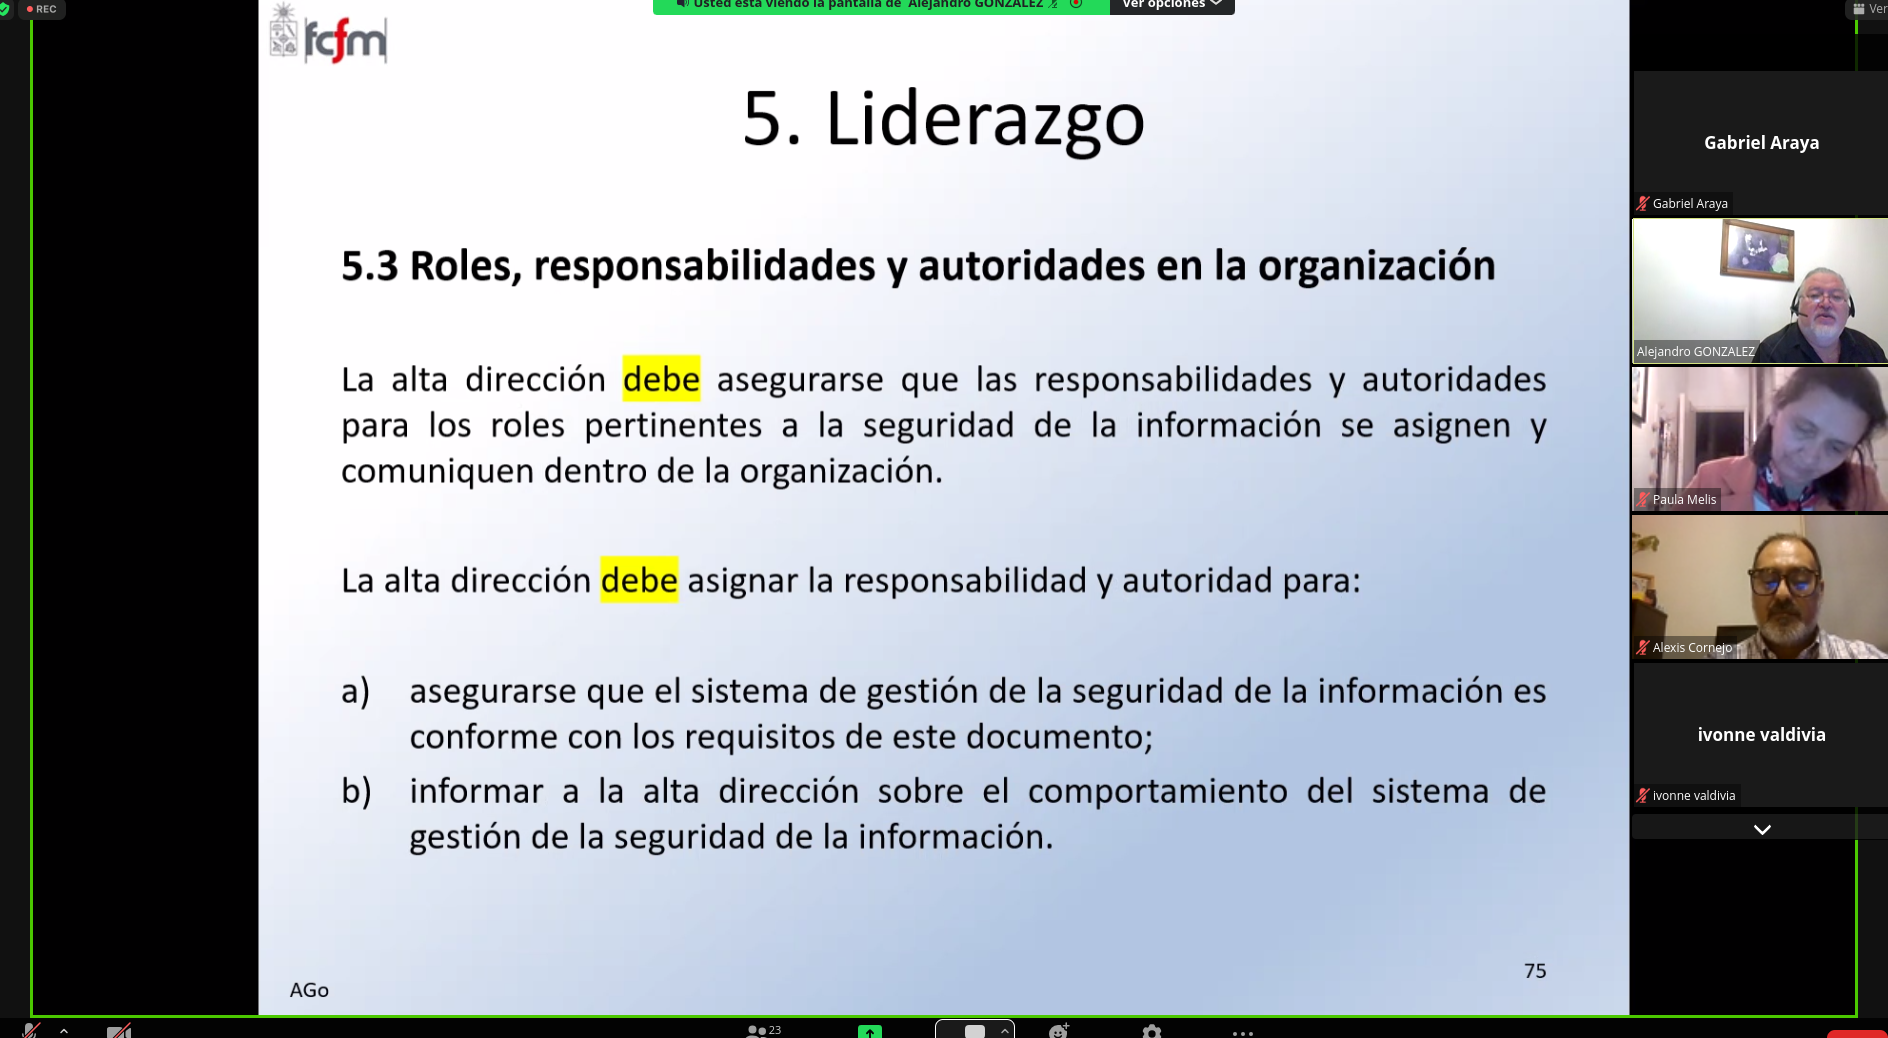 REC
Usted está viendo la pantalla de Alejandro GONZALEZ
Ver opciones
Ver
fcfm
5. Liderazgo
5.3 Roles, responsabilidades y autoridades en la organización
La alta dirección debe asegurarse que las responsabilidades y autoridades
para los roles pertinentes a la seguridad de la información se asignen y
comuniquen dentro de la organización.
La alta dirección debe asignar la responsabilidad y autoridad para:
a) asegurarse que el sistema de gestión de la seguridad de la información es
conforme con los requisitos de este documento;
b) informar a la alta dirección sobre el comportamiento del sistema de
gestión de la seguridad de la información.
75
AGo
Gabriel Araya
Gabriel Araya
Alejandro GONZALEZ
Paula Melis
Alexis Cornejo
ivonne valdivia
ivonne valdivia
23